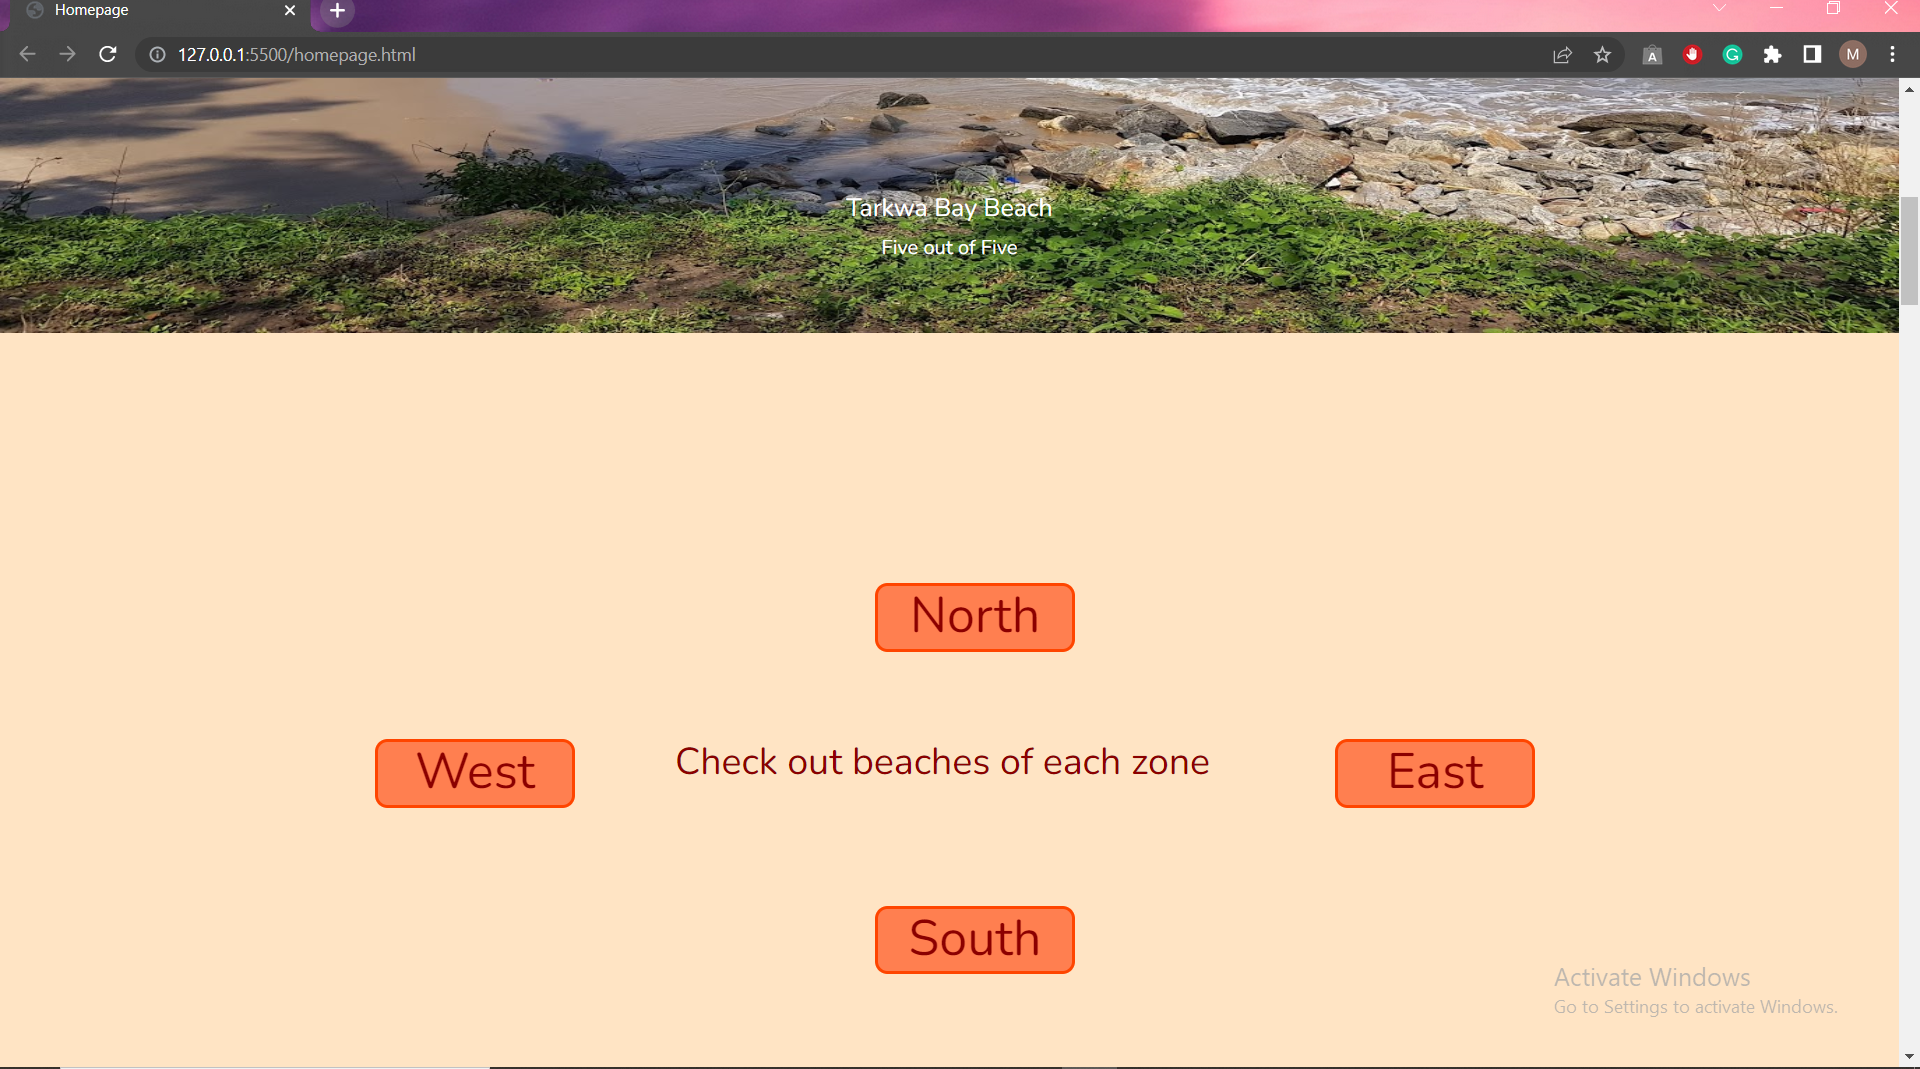 Homepage
127.0.0.1:5500/homepage.html
A
G
M
Tarkwa Bay Beach
Five out of Five
North
West
Check out beaches of each zone
East
South
Activate Windows
Go to Settings to activate Windows.